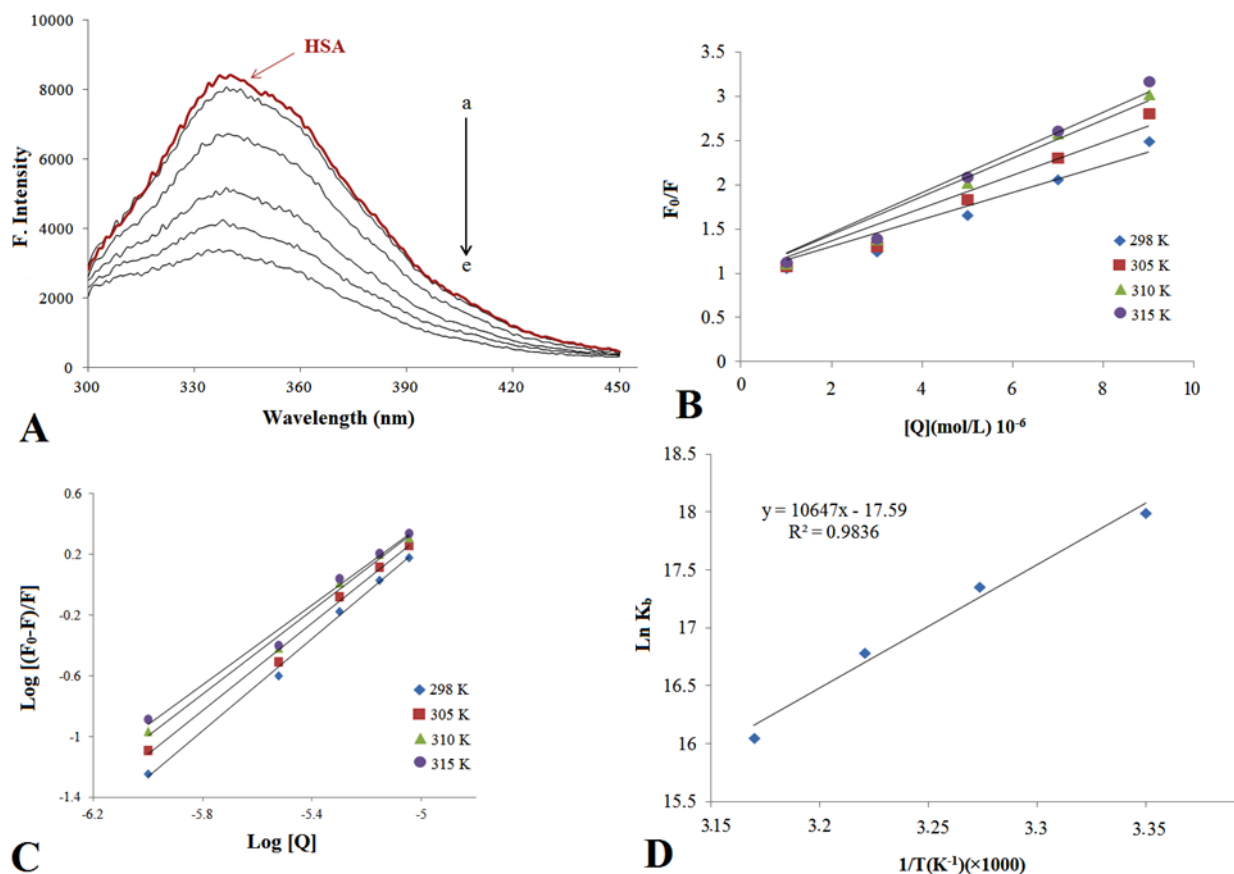 10000
8000
6000
4000
2000
0
300
330
360
390
420
450
F. Intensity
Wavelength (nm)
HSA
a
e
A
3.5
3
2.5
2
1.5
1
0.5
0
0
2
4
6
8
10
F₀/F
[Q](mol/L) 10⁻⁶
298 K
305 K
310 K
315 K
B
0.6
0.2
-0.2
-0.6
-1
-1.4
-6.2
-5.8
-5.4
-5
Log [(F₀-F)/F]
Log [Q]
298 K
305 K
310 K
315 K
C
18.5
18
17.5
17
16.5
16
15.5
3.15
3.2
3.25
3.3
3.35
Ln K_b
1/T(K⁻¹)(×1000)
y = 10647x - 17.59
R² = 0.9836
D